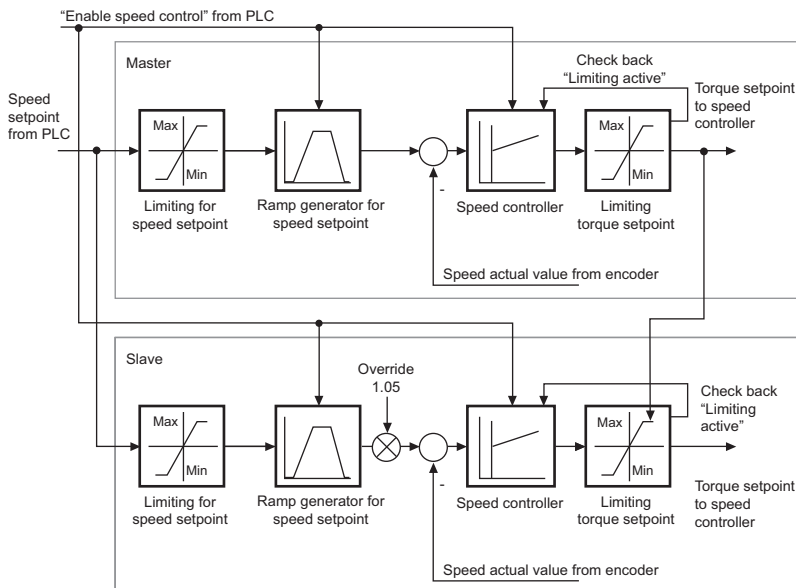 “Enable speed control” from PLC
Master
Speed
setpoint
from PLC
Max
Min
Limiting for
speed setpoint
Ramp generator for
speed setpoint
-
Speed controller
Check back
“Limiting active”
Max
Min
Limiting
torque setpoint
Torque setpoint
to speed
controller
Speed actual value from encoder
Slave
Max
Min
Limiting for
speed setpoint
Ramp generator for
speed setpoint
Override
1.05
-
Speed controller
Max
Min
Limiting
torque setpoint
Check back
“Limiting
active”
Torque setpoint
to speed
controller
Speed actual value from encoder